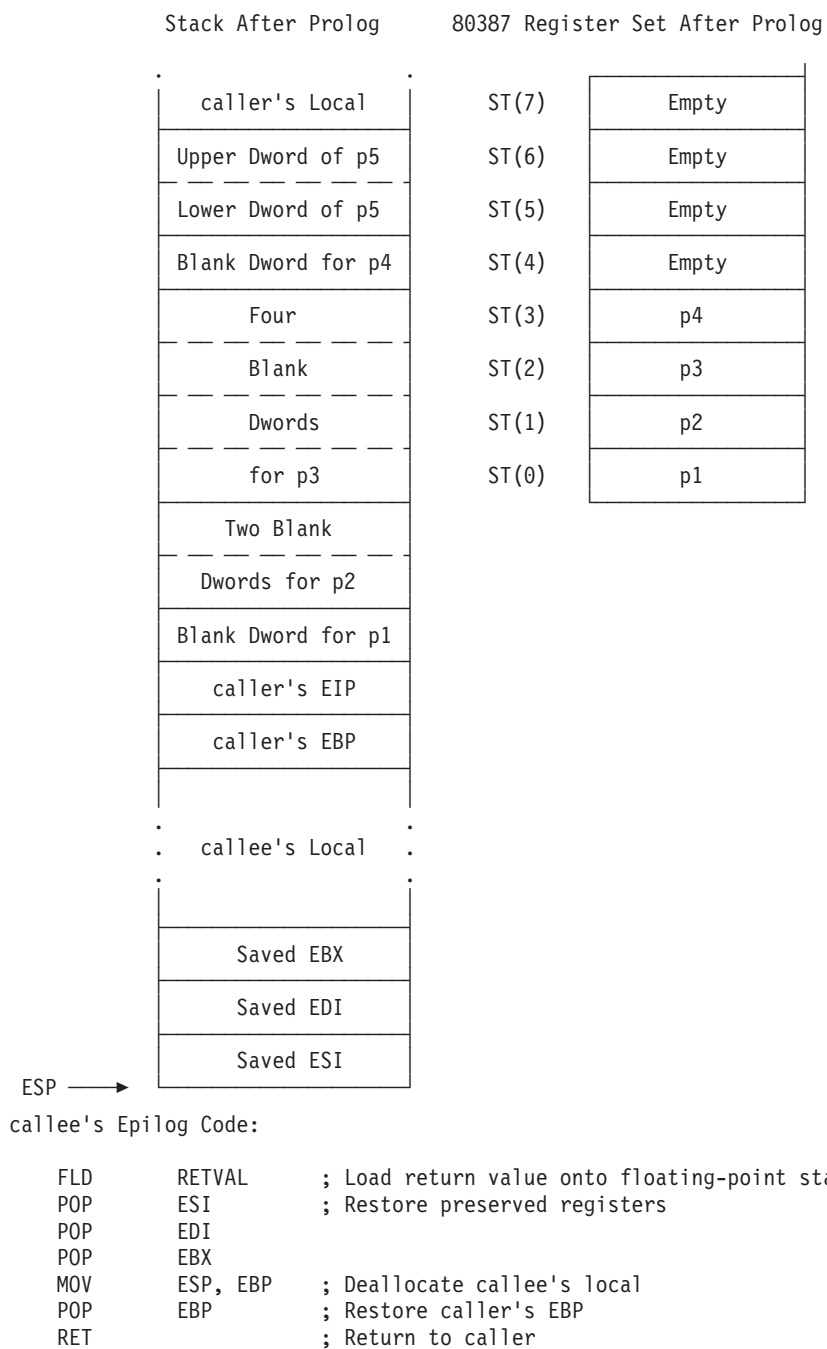 Stack After Prolog 80387 Register Set After Prolog
caller's Local ST(7) Empty
Upper Dword of p5 ST(6) Empty
Lower Dword of p5 ST(5) Empty
Blank Dword for p4 ST(4) Empty
Four ST(3) p4
Blank ST(2) p3
Dwords ST(1) p2
for p3 ST(0) p1
Two Blank
Dwords for p2
Blank Dword for p1
caller's EIP
caller's EBP
callee's Local
Saved EBX
Saved EDI
Saved ESI
ESP
callee's Epilog Code:
FLD RETVAL ; Load return value onto floating-point
POP ESI ; Restore preserved registers
POP EDI
POP EBX
MOV ESP, EBP ; Deallocate callee's local
POP EBP ; Restore caller's EBP
RET ; Return to caller